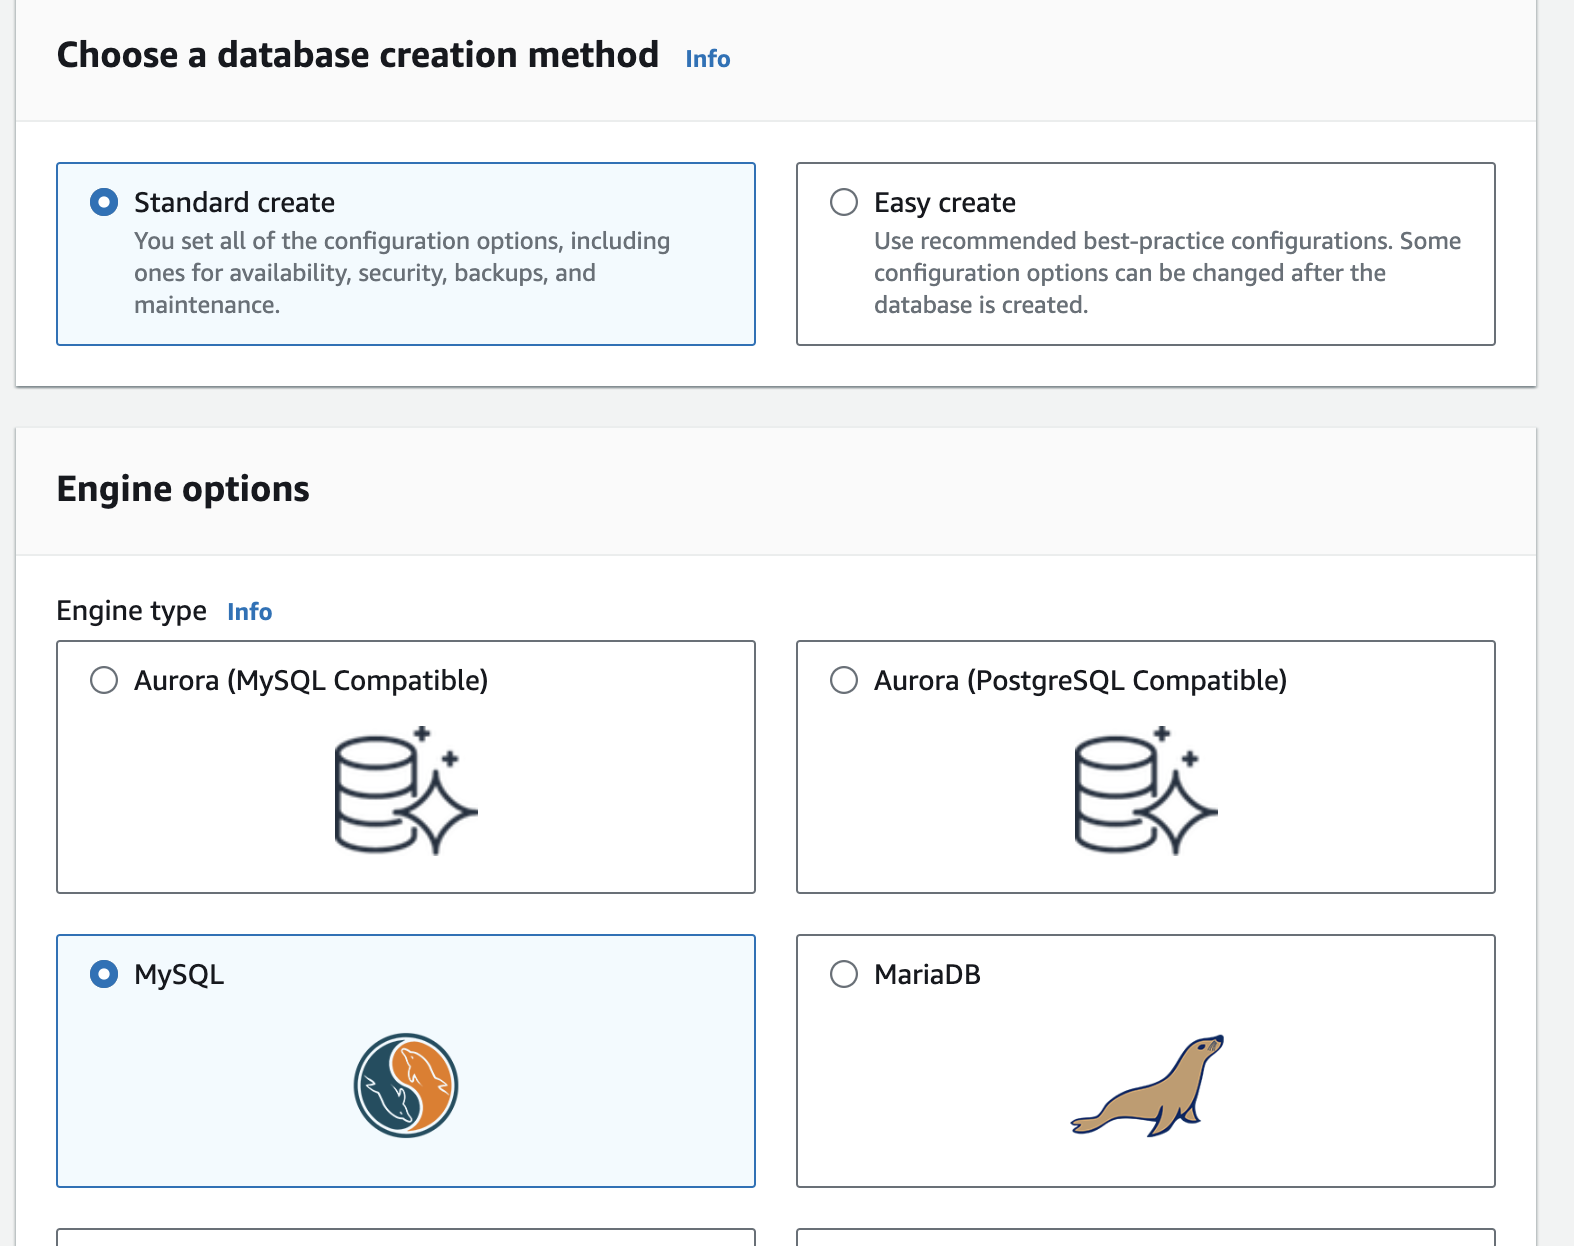 Choose a database creation method Info
Standard create
You set all of the configuration options, including
ones for availability, security, backups, and
maintenance.
Easy create
Use recommended best-practice configurations. Some
configuration options can be changed after the
database is created.
Engine options
Engine type Info
Aurora (MySQL Compatible)
Aurora (PostgreSQL Compatible)
MySQL
MariaDB